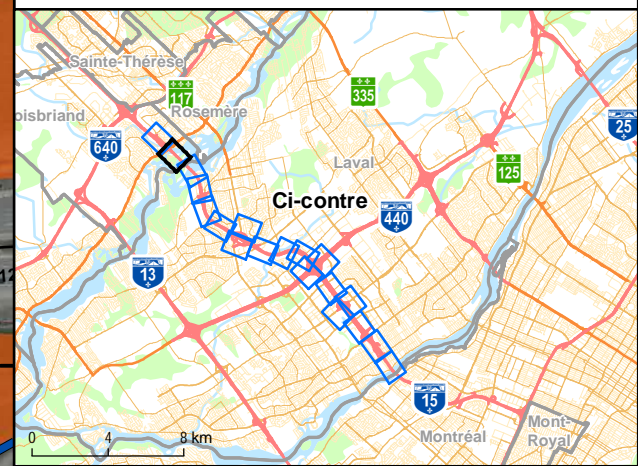 Sainte-Thérèse
117
335
oisbriand
Rosemère
25
640
Laval
125
Ci-contre
440
13
12
15
Mont-
Royal
Montréal
0 4 8 km